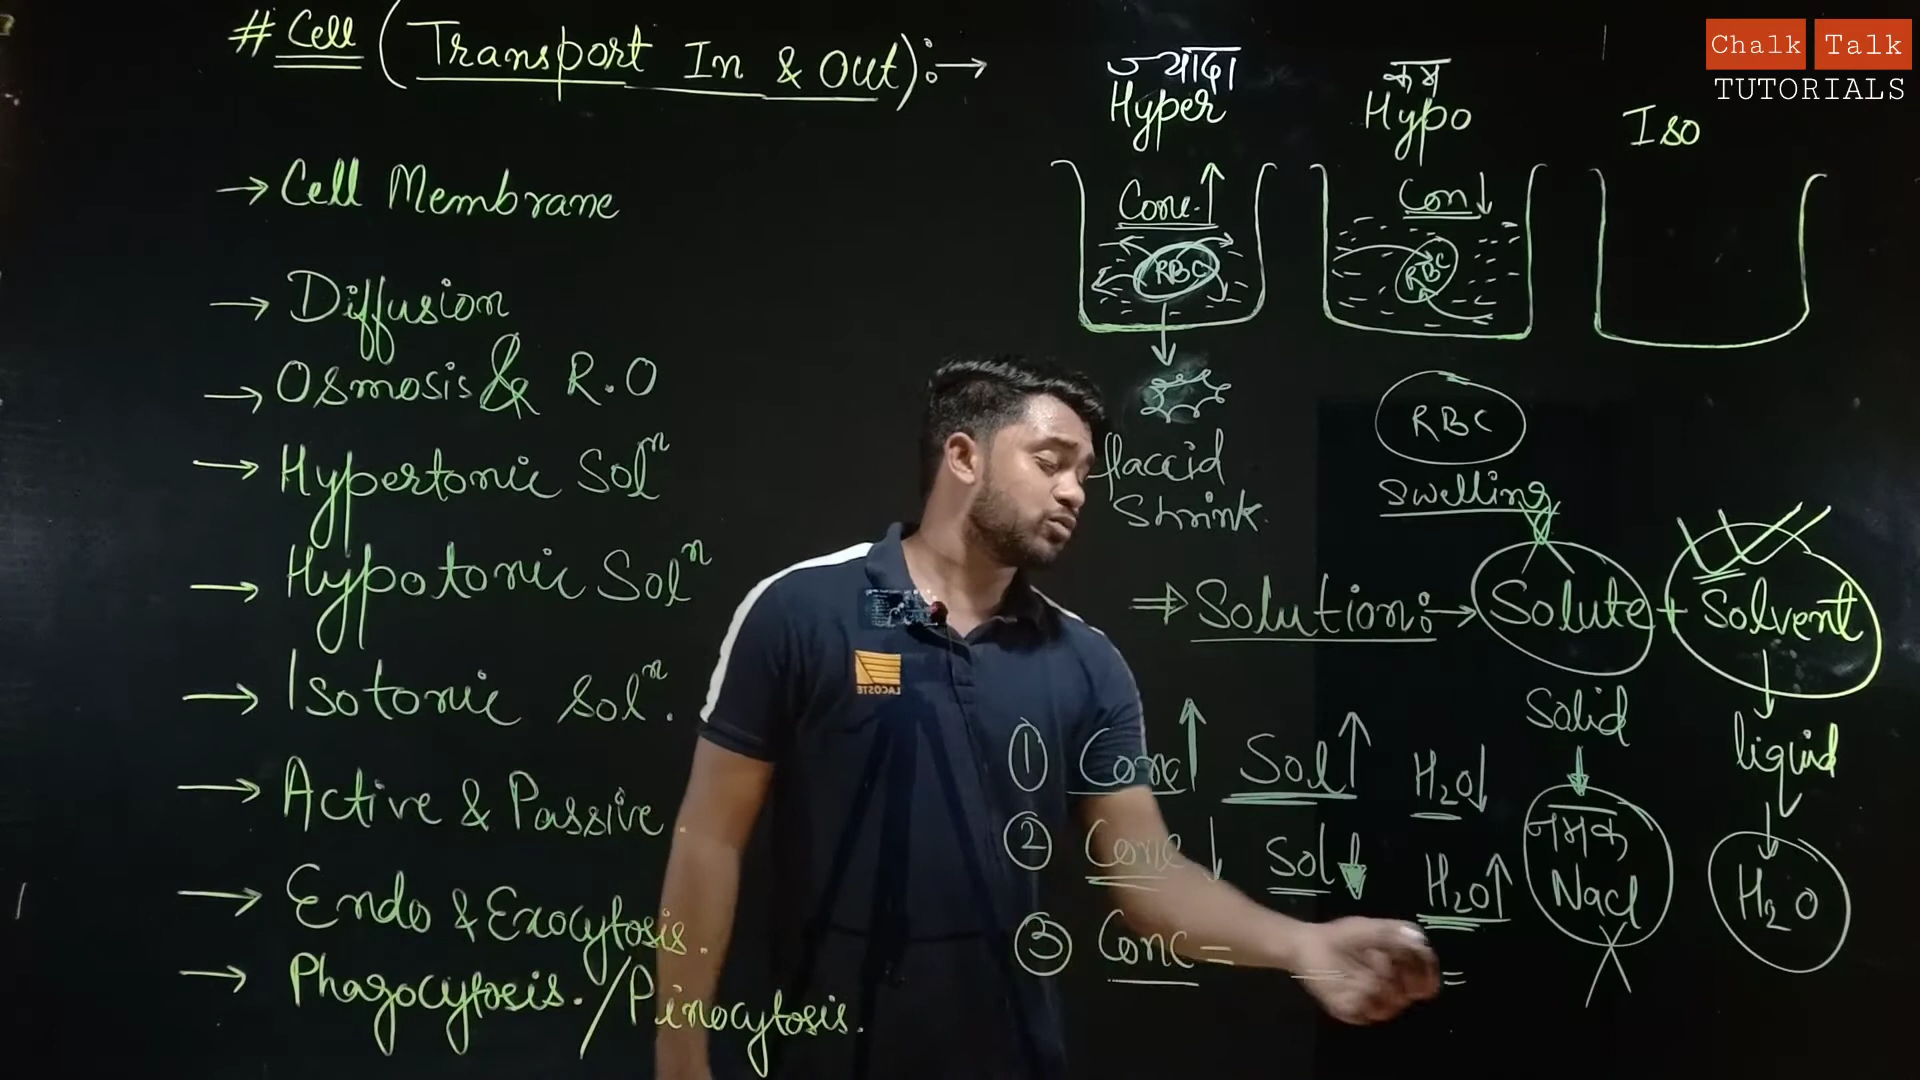 # Cell (Transport In & Out):→
→ Cell Membrane
→ Diffusion
→ Osmosis & R.O
→ Hypertonic Solⁿ
→ Hypotonic Solⁿ
→ Isotonic Solⁿ.
→ Active & Passive.
→ Endo & Exocytosis.
→ Phagocytosis./Pinocytosis.
Chalk Talk
TUTORIALS
ज्यादा
Hyper
कम
Hypo
Iso
Conc.↑
RBC
Con↓
RBC
flaccid
Shrink.
RBC
swelling
⇒ Solution:→ Solute + Solvent
Solid
नमक
NaCl
liquid
H₂O
① Conc↑ Sol↑ H₂O↓
② Conc↓ Sol↓ H₂O↑
③ Conc = = =
LACOSTE